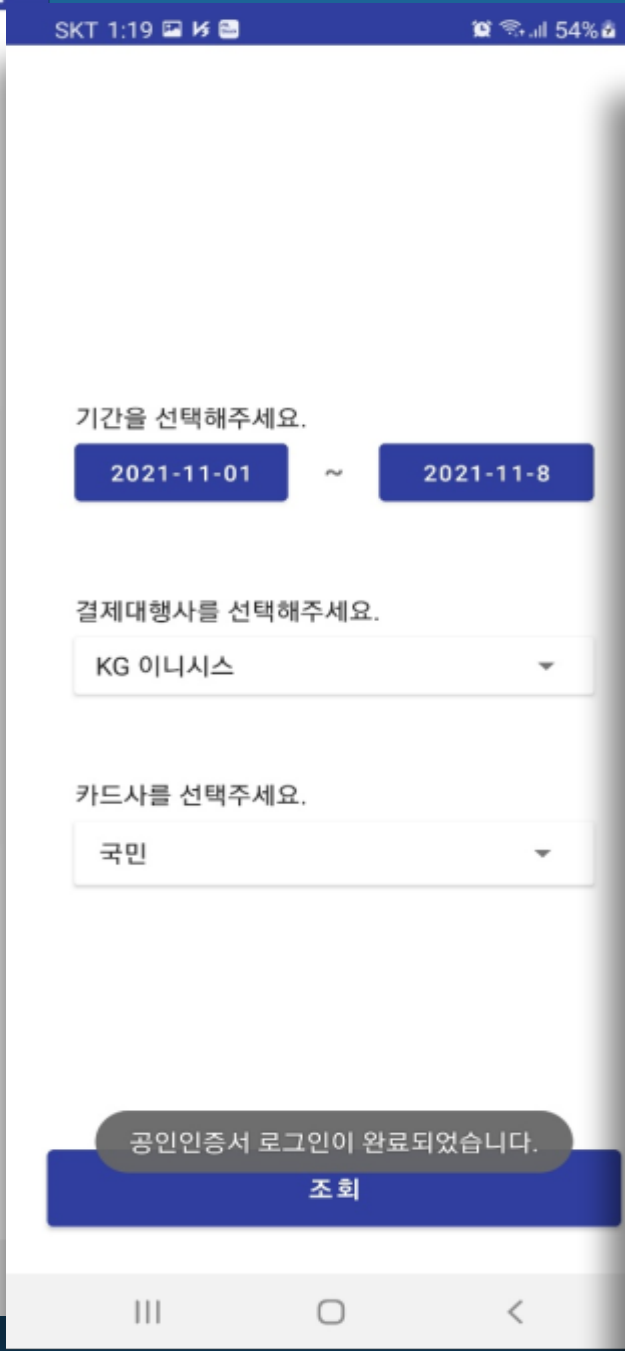 SKT 1:19
54%
기간을 선택해주세요.
2021-11-01 ~ 2021-11-8
결제대행사를 선택해주세요.
KG 이니시스
카드사를 선택주세요.
국민
공인인증서 로그인이 완료되었습니다.
조회